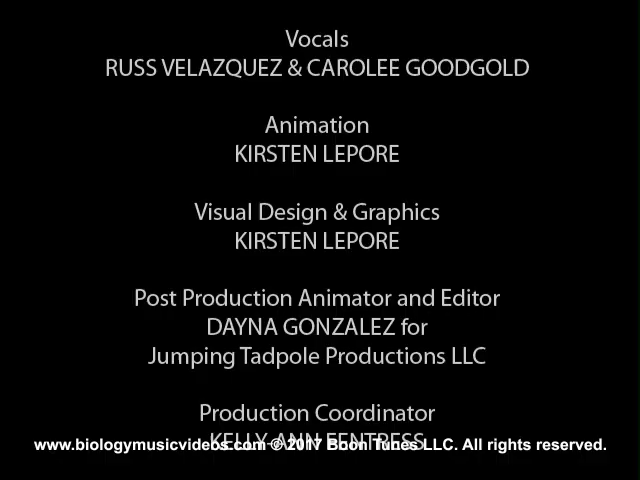 Vocals
RUSS VELAZQUEZ & CAROLEE GOODGOLD
Animation
KIRSTEN LEPORE
Visual Design & Graphics
KIRSTEN LEPORE
Post Production Animator and Editor
DAYNA GONZALEZ for
Jumping Tadpole Productions LLC
Production Coordinator
KELLY-ANN FENTRESS
www.biologymusicvideos.com © 2017 Boon Tunes LLC. All rights reserved.